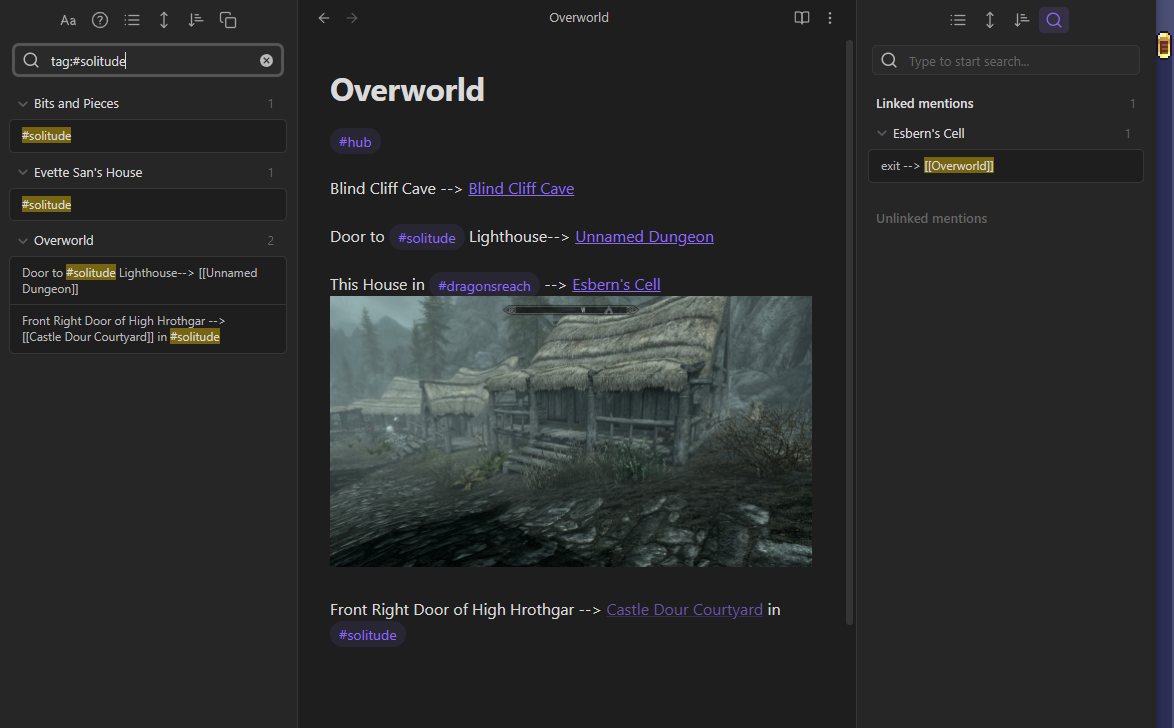 Aa
tag:#solitude
Bits and Pieces 1
#solitude
Evette San's House 1
#solitude
Overworld 2
Door to #solitude Lighthouse--> [[Unnamed
Dungeon]]
Front Right Door of High Hrothgar -->
[[Castle Dour Courtyard]] in #solitude
Overworld
Overworld
#hub
Blind Cliff Cave --> Blind Cliff Cave
Door to #solitude Lighthouse--> Unnamed Dungeon
This House in #dragonsreach --> Esbern's Cell
Front Right Door of High Hrothgar --> Castle Dour Courtyard in
#solitude
Type to start search...
Linked mentions 1
Esbern's Cell 1
exit --> [[Overworld]]
Unlinked mentions